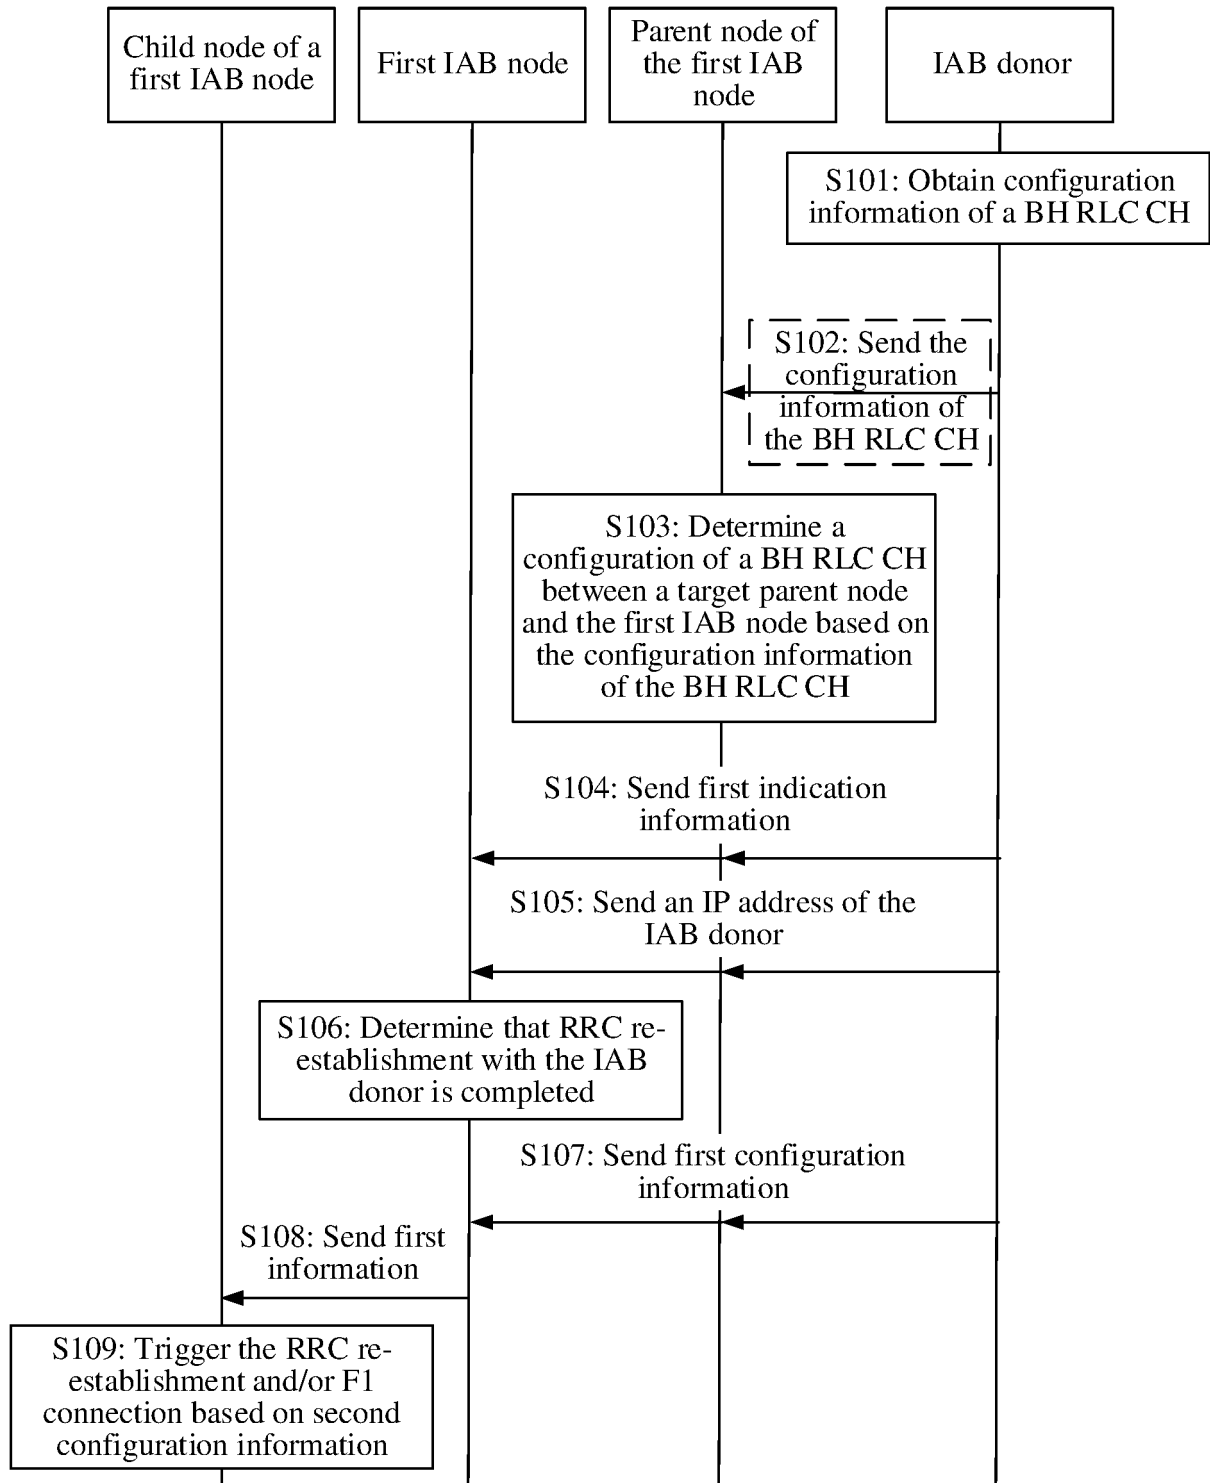 Child node of a
first IAB node
First IAB node
Parent node of
the first IAB
node
IAB donor
S101: Obtain configuration
information of a BH RLC CH
S102: Send the
configuration
information of
the BH RLC CH
S103: Determine a
configuration of a BH RLC CH
between a target parent node
and the first IAB node based on
the configuration information
of the BH RLC CH
S104: Send first indication
information
S105: Send an IP address of the
IAB donor
S106: Determine that RRC re-
establishment with the IAB
donor is completed
S107: Send first configuration
information
S108: Send first
information
S109: Trigger the RRC re-
establishment and/or F1
connection based on second
configuration information